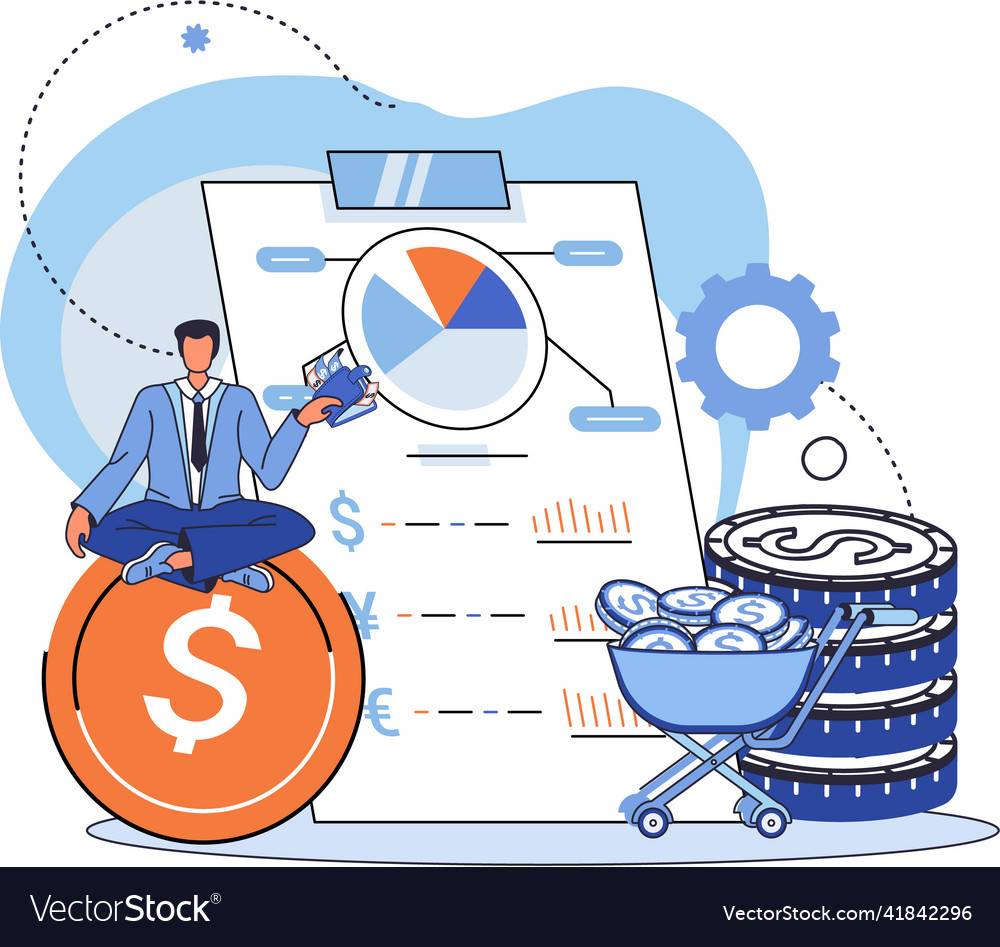 $
¥
€
$
$
$ $ $
$ $
VectorStock®
VectorStock.com/41842296